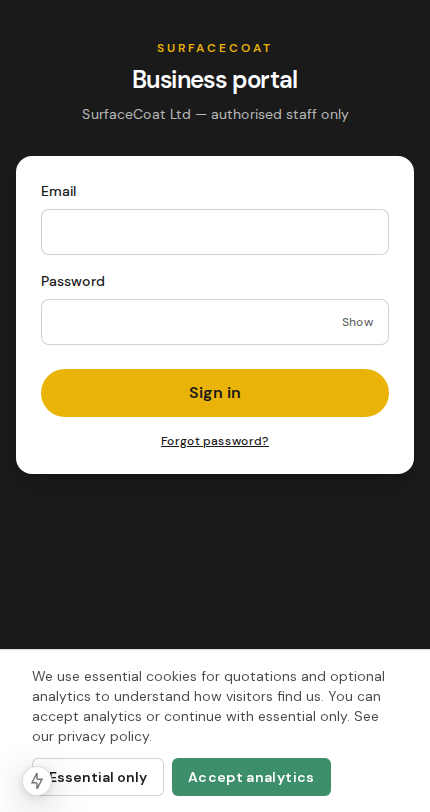 SURFACECOAT
Business portal
SurfaceCoat Ltd — authorised staff only
Email
Password
Show
Sign in
Forgot password?
We use essential cookies for quotations and optional
analytics to understand how visitors find us. You can
accept analytics or continue with essential only. See
our privacy policy.
Essential only
Accept analytics